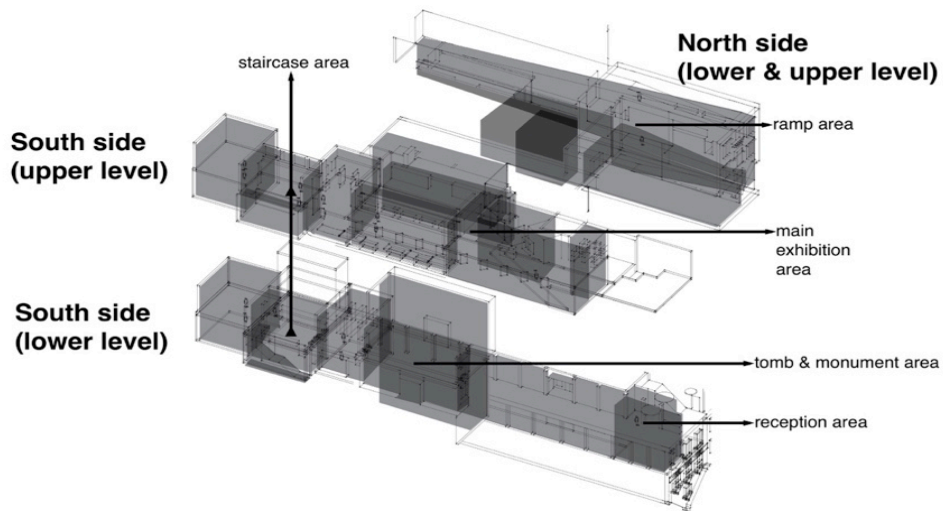 staircase area
North side
(lower & upper level)
ramp area
South side
(upper level)
main
exhibition
area
South side
(lower level)
tomb & monument area
reception area